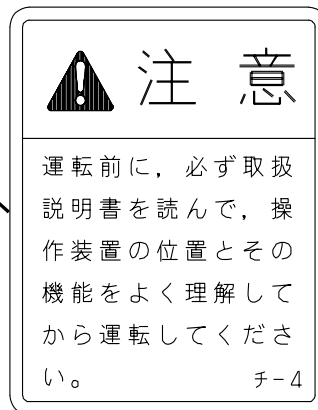 注意
運転前に，必ず取扱
説明書を読んで，操
作装置の位置とその
機能をよく理解して
から運転してくださ
い。 チ-4